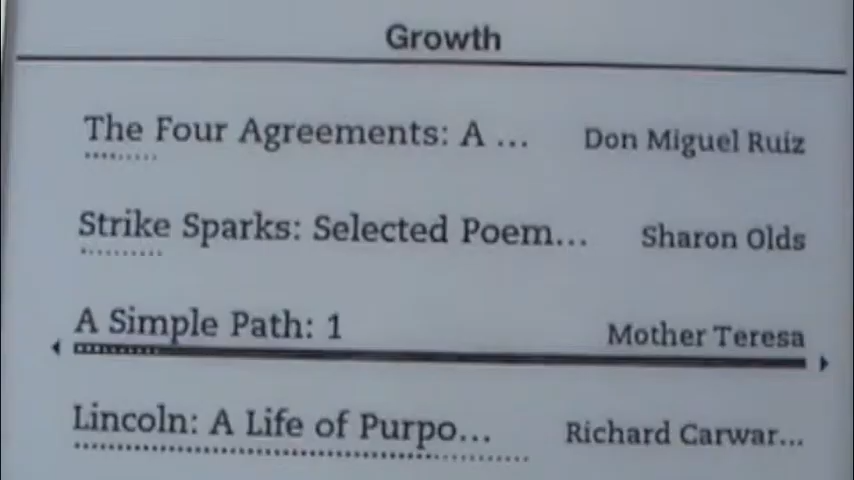 Growth
The Four Agreements: A ... Don Miguel Ruiz
Strike Sparks: Selected Poem... Sharon Olds
A Simple Path: 1 Mother Teresa
Lincoln: A Life of Purpo... Richard Carwar...